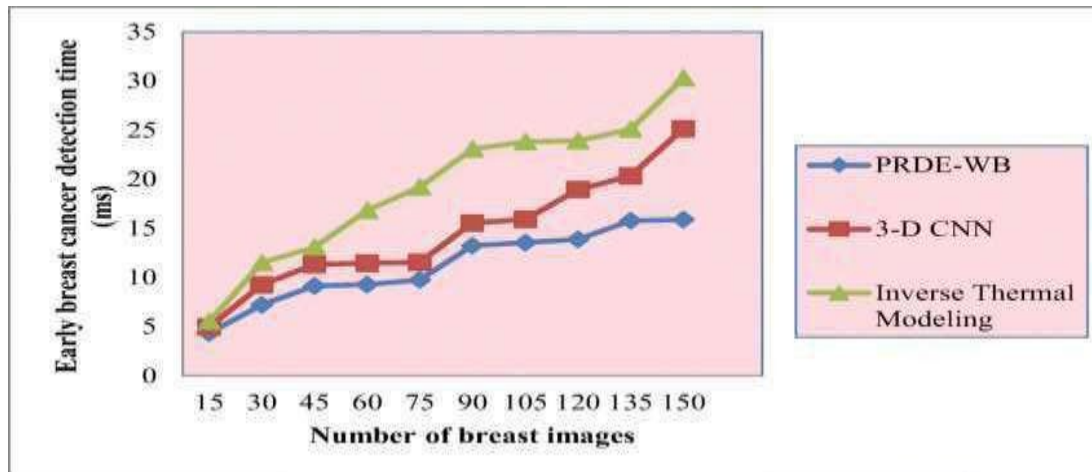 Early breast cancer detection time
(ms)
35
30
25
20
15
10
5
0
15 30 45 60 75 90 105 120 135 150
Number of breast images
PRDE-WB
3-D CNN
Inverse Thermal
Modeling